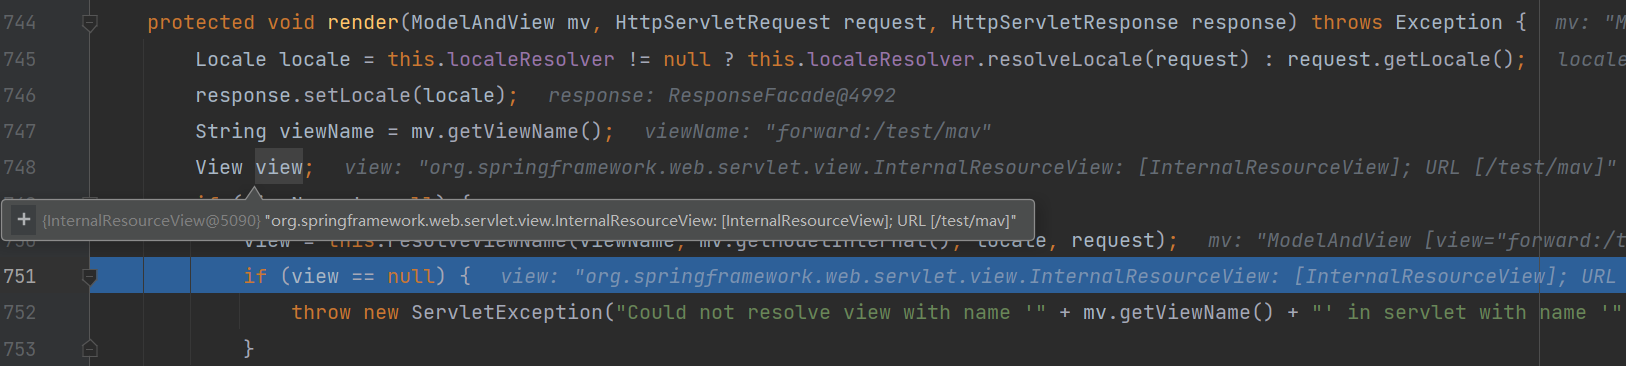 744 protected void render(ModelAndView mv, HttpServletRequest request, HttpServletResponse response) throws Exception { mv: "M
745 Locale locale = this.localeResolver != null ? this.localeResolver.resolveLocale(request) : request.getLocale(); locale
746 response.setLocale(locale); response: ResponseFacade@4992
747 String viewName = mv.getViewName(); viewName: "forward:/test/mav"
748 View view; view: "org.springframework.web.servlet.view.InternalResourceView: [InternalResourceView]; URL [/test/mav]"
+ {InternalResourceView@5090} "org.springframework.web.servlet.view.InternalResourceView: [InternalResourceView]; URL [/test/mav]"
request); mv: "ModelAndView [view="forward:/t
751 if (view == null) { view: "org.springframework.web.servlet.view.InternalResourceView: [InternalResourceView]; URL
752 throw new ServletException("Could not resolve view with name '" + mv.getViewName() + "' in servlet with name '"
753 }